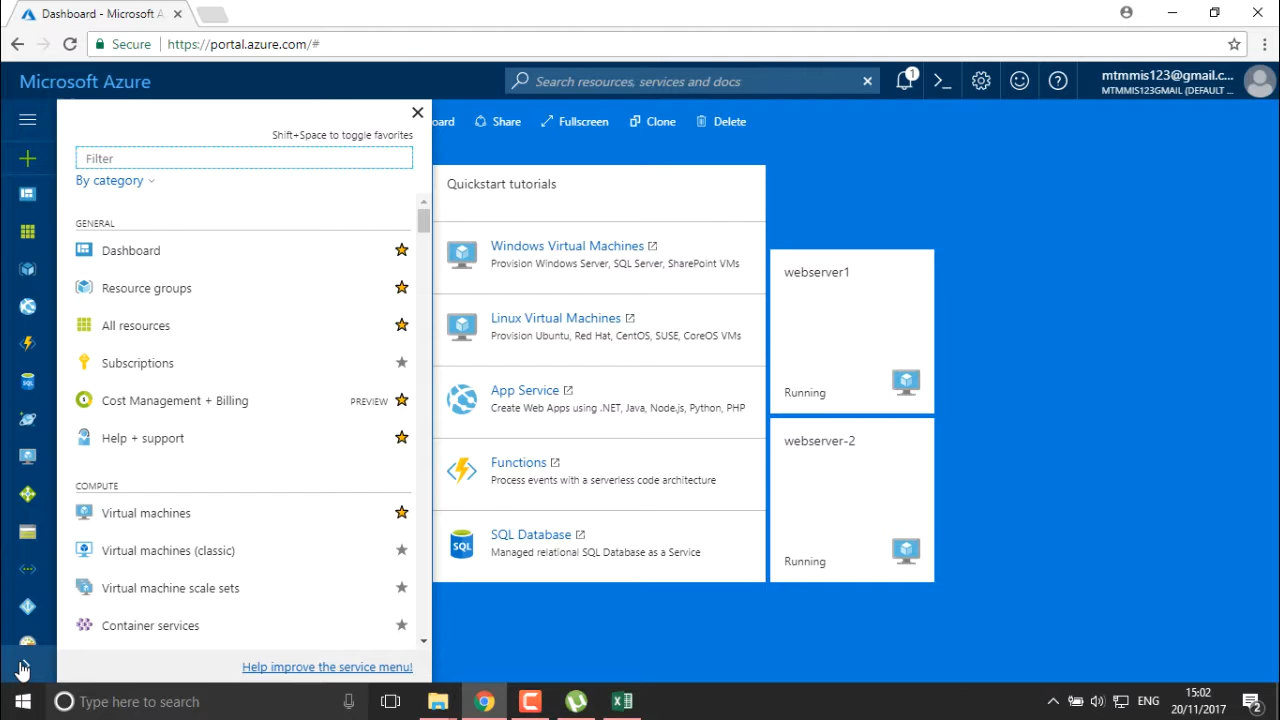 Dashboard - Microsoft A
Secure https://portal.azure.com/#
Microsoft Azure
Search resources, services and docs
1
mtmmis123@gmail.c...
MTMMIS123GMAIL (DEFAULT ...
Shift+Space to toggle favorites
Filter
By category
GENERAL
Dashboard
Resource groups
All resources
Subscriptions
Cost Management + Billing PREVIEW
Help + support
COMPUTE
Virtual machines
Virtual machines (classic)
Virtual machine scale sets
Container services
Help improve the service menu!
oard Share Fullscreen Clone Delete
Quickstart tutorials
Windows Virtual Machines
Provision Windows Server, SQL Server, SharePoint VMs
Linux Virtual Machines
Provision Ubuntu, Red Hat, CentOS, SUSE, CoreOS VMs
App Service
Create Web Apps using .NET, Java, Node.js, Python, PHP
Functions
Process events with a serverless code architecture
SQL
SQL Database
Managed relational SQL Database as a Service
webserver1
Running
webserver-2
Running
Type here to search
ENG
15:02
20/11/2017
2